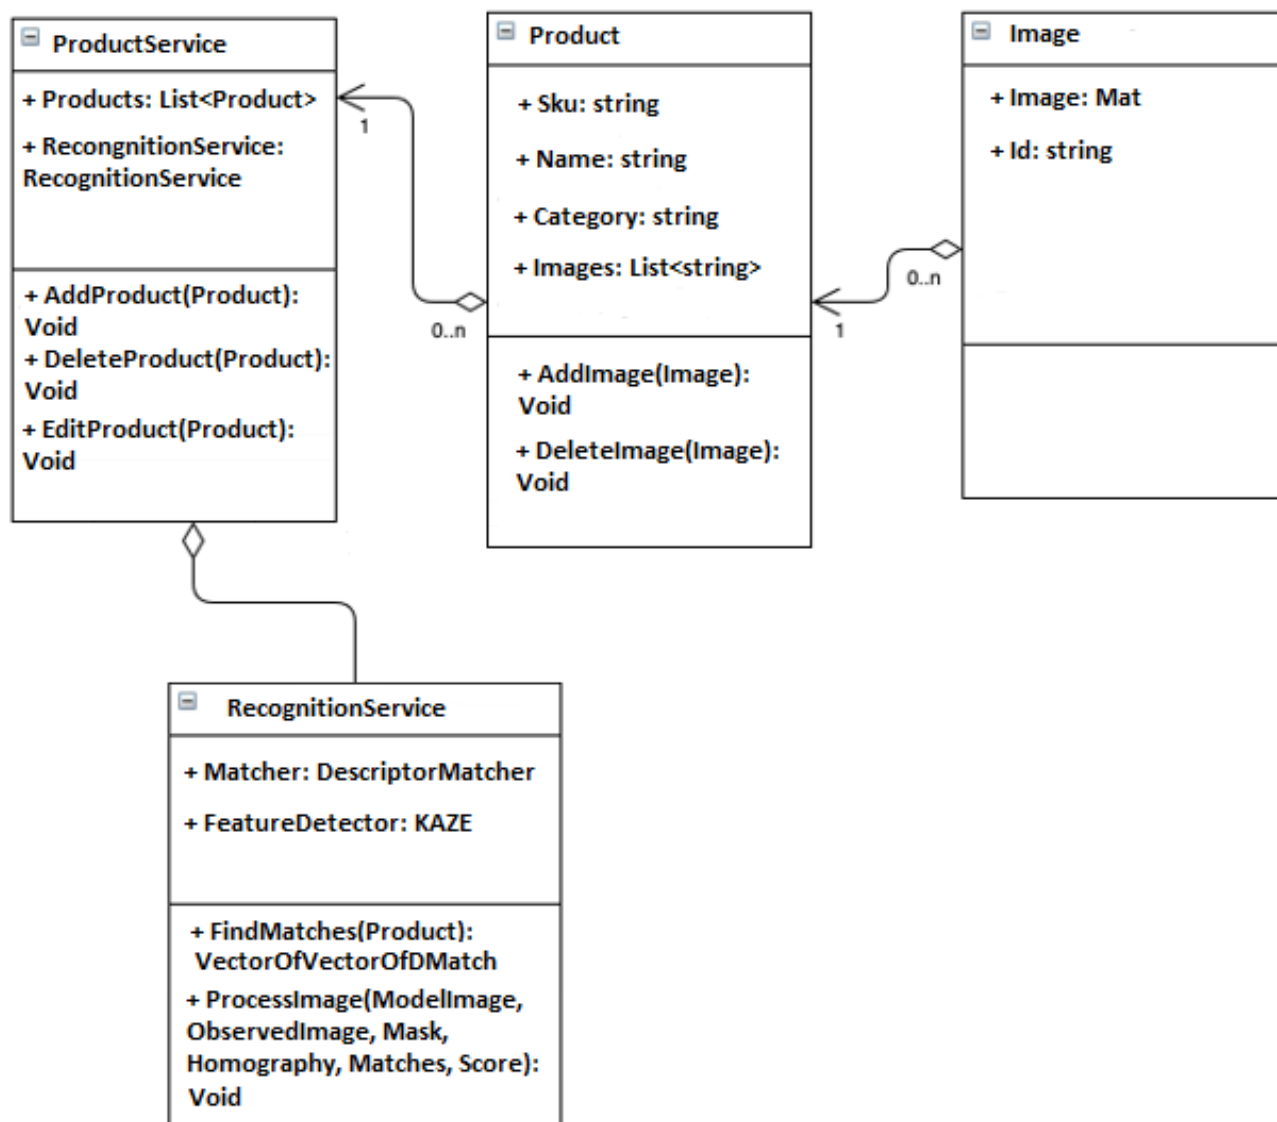 ProductService
+ Products: List<Product>
+ RecongnitionService:
RecognitionService
+ AddProduct(Product):
Void
+ DeleteProduct(Product):
Void
+ EditProduct(Product):
Void
1
0..n
Product
+ Sku: string
+ Name: string
+ Category: string
+ Images: List<string>
+ AddImage(Image):
Void
+ DeleteImage(Image):
Void
1
0..n
Image
+ Image: Mat
+ Id: string
RecognitionService
+ Matcher: DescriptorMatcher
+ FeatureDetector: KAZE
+ FindMatches(Product):
VectorOfVectorOfDMatch
+ ProcessImage(ModelImage,
ObservedImage, Mask,
Homography, Matches, Score):
Void